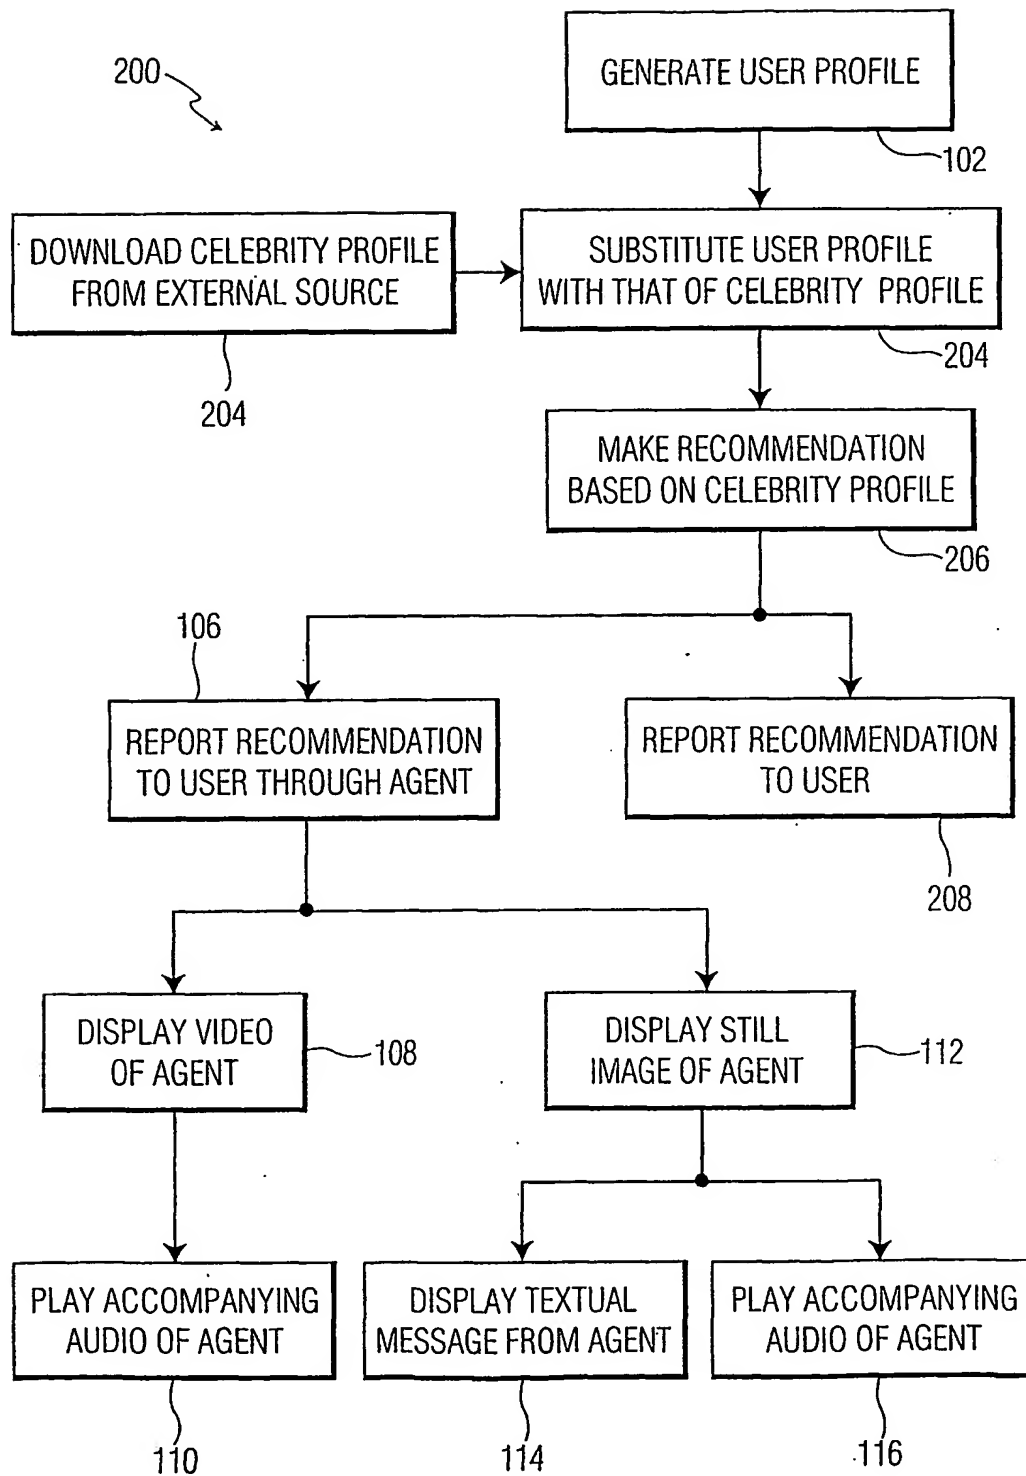 200
GENERATE USER PROFILE
102
DOWNLOAD CELEBRITY PROFILE
FROM EXTERNAL SOURCE
204
SUBSTITUTE USER PROFILE
WITH THAT OF CELEBRITY PROFILE
204
MAKE RECOMMENDATION
BASED ON CELEBRITY PROFILE
206
106
REPORT RECOMMENDATION
TO USER THROUGH AGENT
REPORT RECOMMENDATION
TO USER
208
DISPLAY VIDEO
OF AGENT
108
DISPLAY STILL
IMAGE OF AGENT
112
PLAY ACCOMPANYING
AUDIO OF AGENT
110
DISPLAY TEXTUAL
MESSAGE FROM AGENT
114
PLAY ACCOMPANYING
AUDIO OF AGENT
116